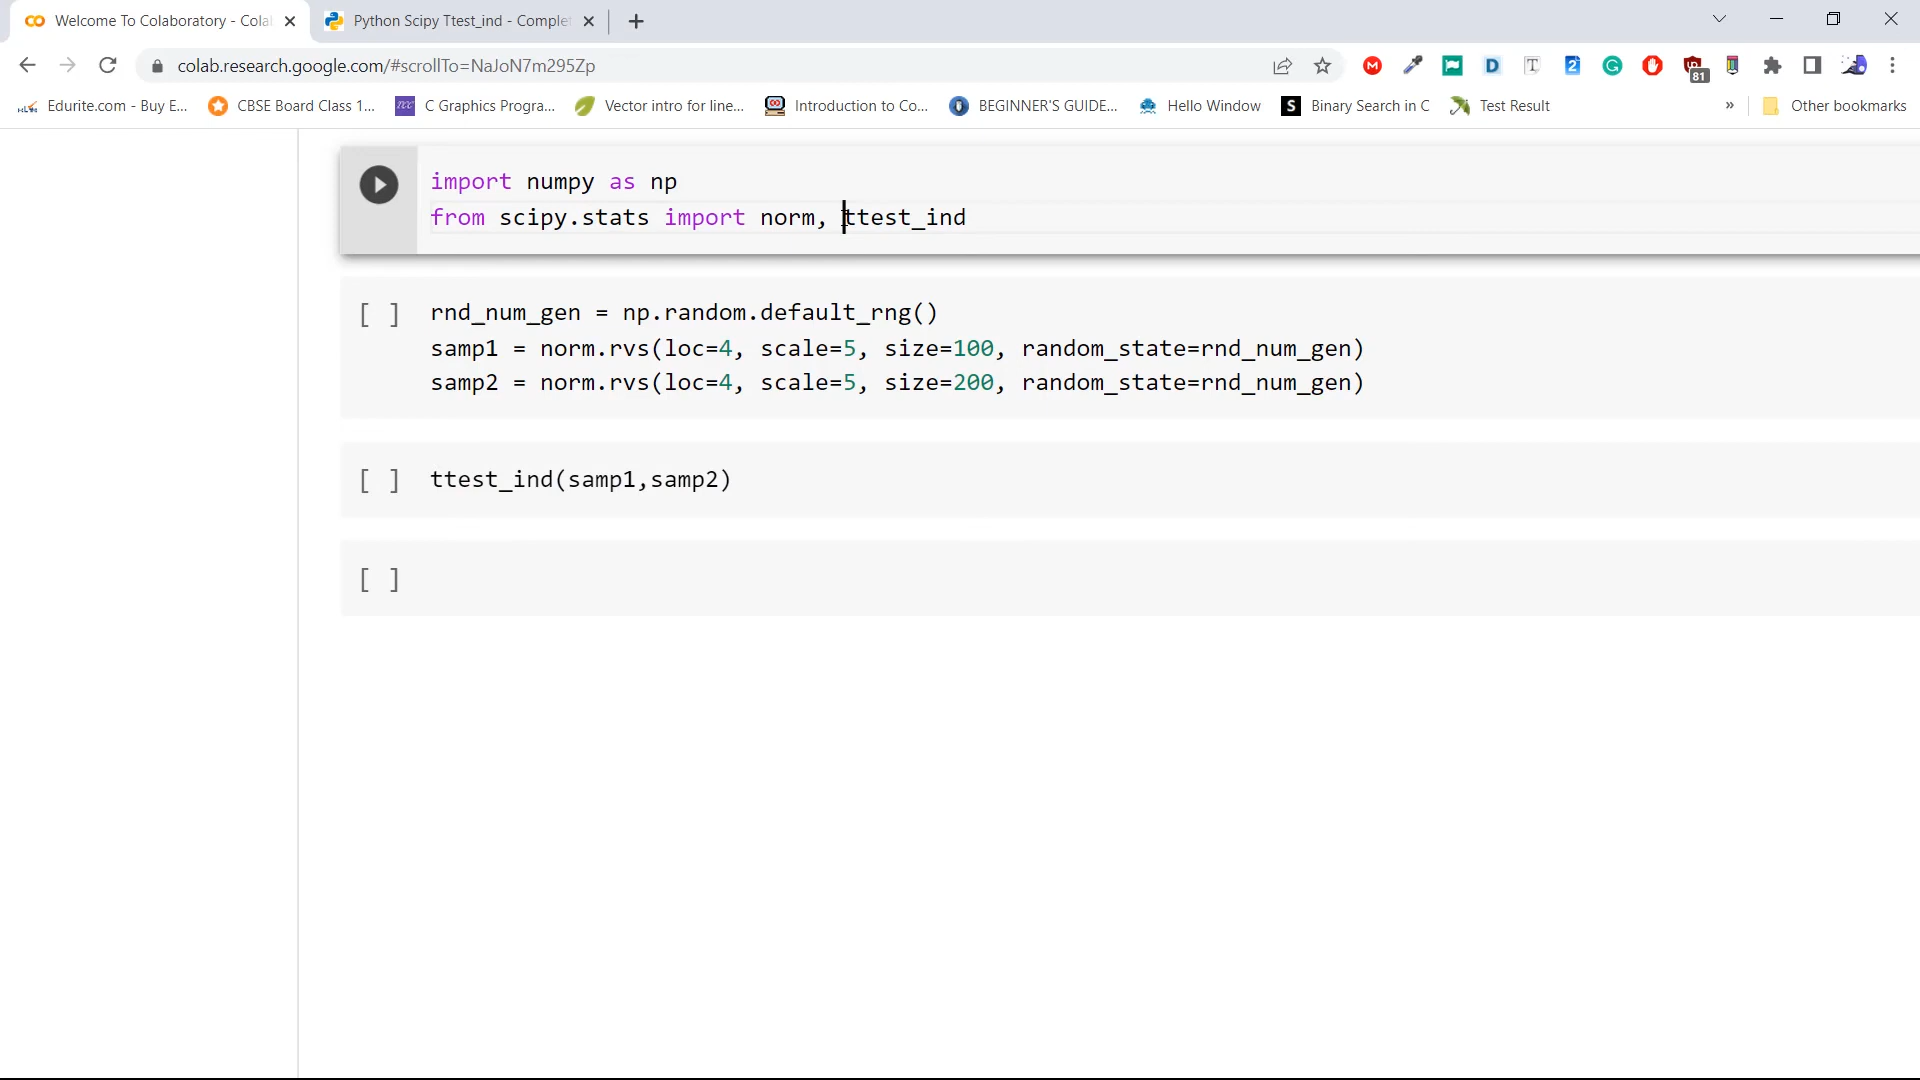 Welcome To Colaboratory - Cola
Python Scipy Ttest_ind - Complet
colab.research.google.com/#scrollTo=NaJoN7m295Zp
81
Edurite.com - Buy E...
CBSE Board Class 1...
C Graphics Progra...
Vector intro for line...
Introduction to Co...
BEGINNER'S GUIDE...
Hello Window
Binary Search in C
Test Result
»
Other bookmarks
import numpy as np
from scipy.stats import norm, ttest_ind
[ ] rnd_num_gen = np.random.default_rng()
samp1 = norm.rvs(loc=4, scale=5, size=100, random_state=rnd_num_gen)
samp2 = norm.rvs(loc=4, scale=5, size=200, random_state=rnd_num_gen)
[ ] ttest_ind(samp1,samp2)
[ ]